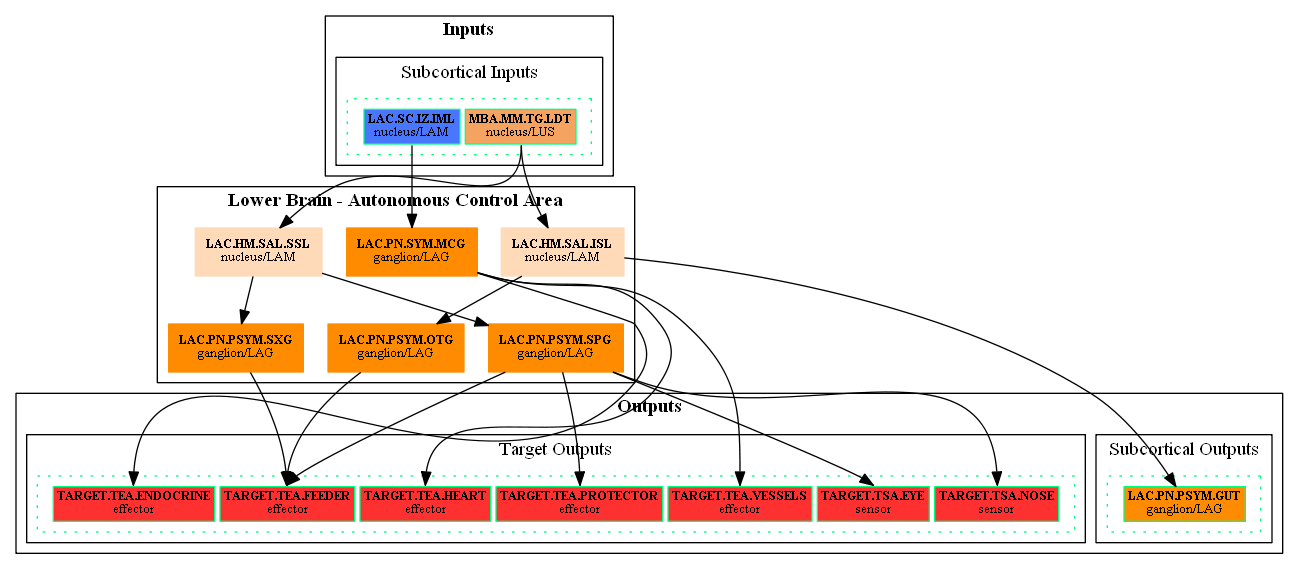 Inputs
Subcortical Inputs
LAC.SC.IZ.IML
nucleus/LAM
MBA.MM.TG.LDT
nucleus/LUS
Lower Brain - Autonomous Control Area
LAC.HM.SAL.SSL
nucleus/LAM
LAC.PN.SYM.MCG
ganglion/LAG
LAC.HM.SAL.ISL
nucleus/LAM
LAC.PN.PSYM.SXG
ganglion/LAG
LAC.PN.PSYM.OTG
ganglion/LAG
LAC.PN.PSYM.SPG
ganglion/LAG
Outputs
Target Outputs
TARGET.TEA.ENDOCRINE
effector
TARGET.TEA.FEEDER
effector
TARGET.TEA.HEART
effector
TARGET.TEA.PROTECTOR
effector
TARGET.TEA.VESSELS
effector
TARGET.TSA.EYE
sensor
TARGET.TSA.NOSE
sensor
Subcortical Outputs
LAC.PN.PSYM.GUT
ganglion/LAG